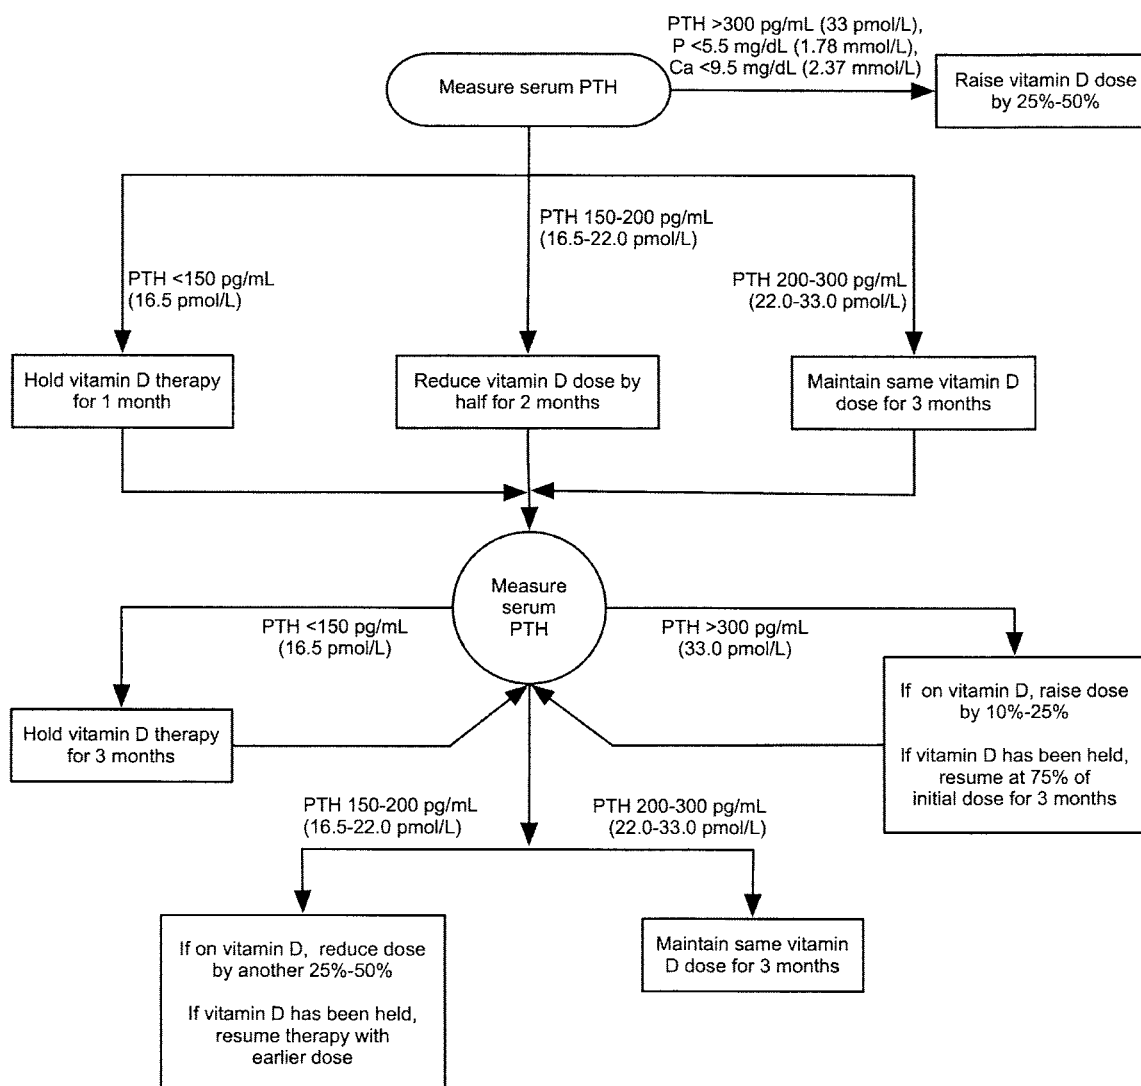 PTH >300 pg/mL (33 pmol/L),
P <5.5 mg/dL (1.78 mmol/L),
Ca <9.5 mg/dL (2.37 mmol/L)
Measure serum PTH
Raise vitamin D dose
by 25%-50%
PTH <150 pg/mL
(16.5 pmol/L)
PTH 150-200 pg/mL
(16.5-22.0 pmol/L)
PTH 200-300 pg/mL
(22.0-33.0 pmol/L)
Hold vitamin D therapy
for 1 month
Reduce vitamin D dose by
half for 2 months
Maintain same vitamin D
dose for 3 months
Measure
serum
PTH
PTH <150 pg/mL
(16.5 pmol/L)
PTH >300 pg/mL
(33.0 pmol/L)
Hold vitamin D therapy
for 3 months
If on vitamin D, raise dose
by 10%-25%
If vitamin D has been held,
resume at 75% of
initial dose for 3 months
PTH 150-200 pg/mL
(16.5-22.0 pmol/L)
PTH 200-300 pg/mL
(22.0-33.0 pmol/L)
If on vitamin D, reduce dose
by another 25%-50%
If vitamin D has been held,
resume therapy with
earlier dose
Maintain same vitamin
D dose for 3 months